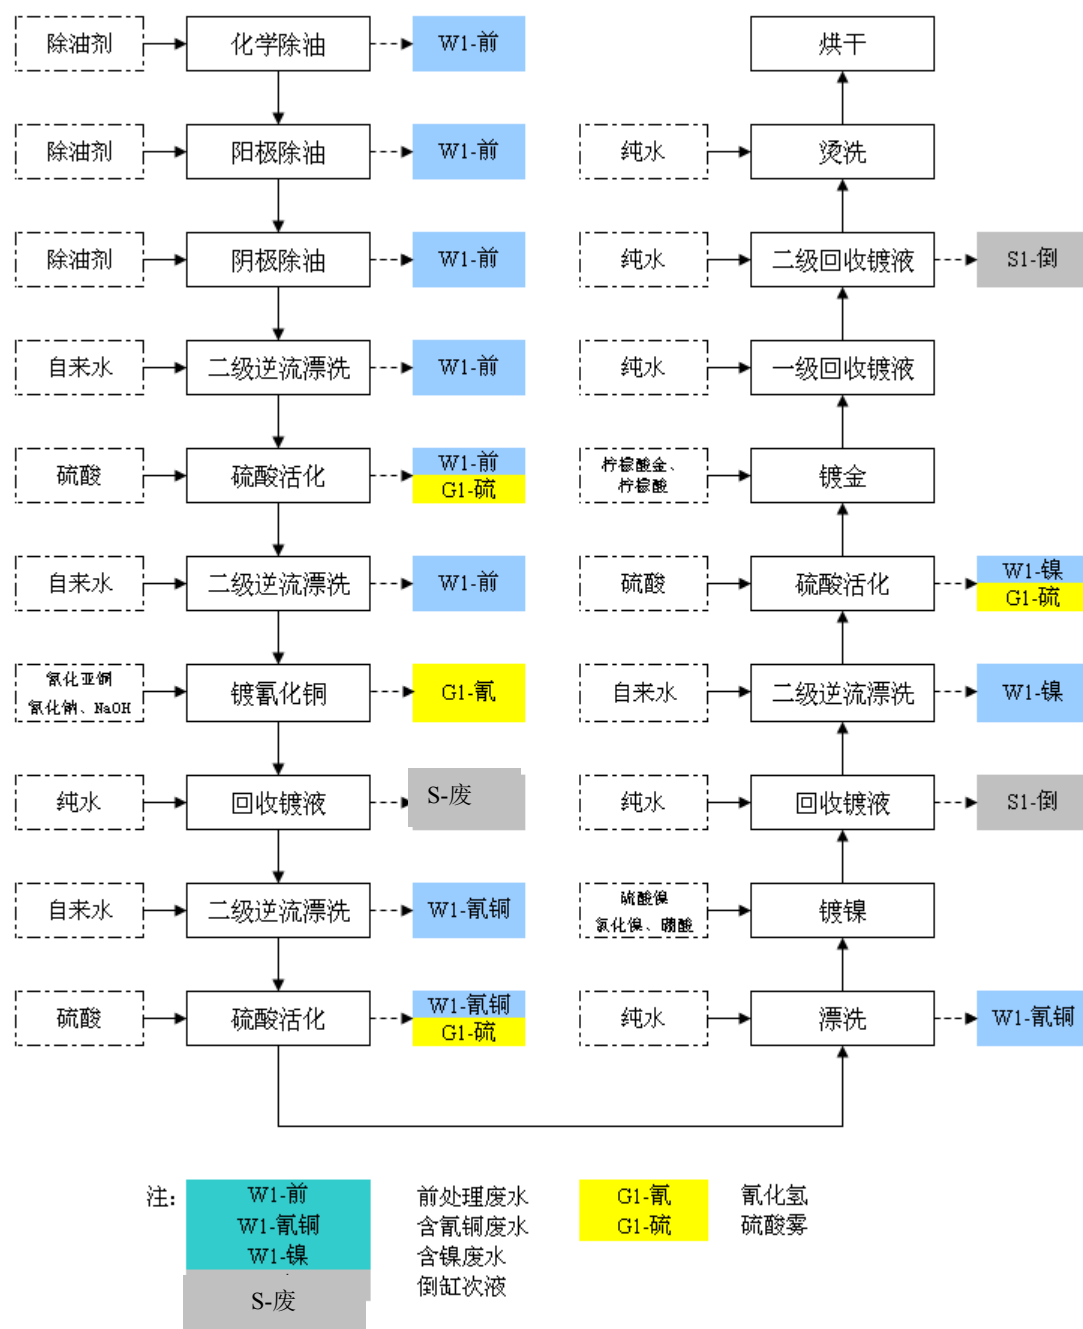 除油剂
化学除油
W1-前
烘干
除油剂
阳极除油
W1-前
纯水
烫洗
除油剂
阴极除油
W1-前
纯水
二级回收镀液
S1-倒
自来水
二级逆流漂洗
W1-前
纯水
一级回收镀液
硫酸
硫酸活化
W1-前
G1-硫
柠檬酸金、
柠檬酸
镀金
自来水
二级逆流漂洗
W1-前
硫酸
硫酸活化
W1-镍
G1-硫
氰化亚铜
氰化钠、NaOH
镀氰化铜
G1-氰
自来水
二级逆流漂洗
W1-镍
纯水
回收镀液
S-废
纯水
回收镀液
S1-倒
自来水
二级逆流漂洗
W1-氰铜
硫酸镍
氯化镍、硼酸
镀镍
硫酸
硫酸活化
W1-氰铜
G1-硫
纯水
漂洗
W1-氰铜
注：
W1-前
前处理废水
G1-氰
氰化氢
W1-氰铜
含氰铜废水
G1-硫
硫酸雾
W1-镍
含镍废水
S-废
倒缸次液